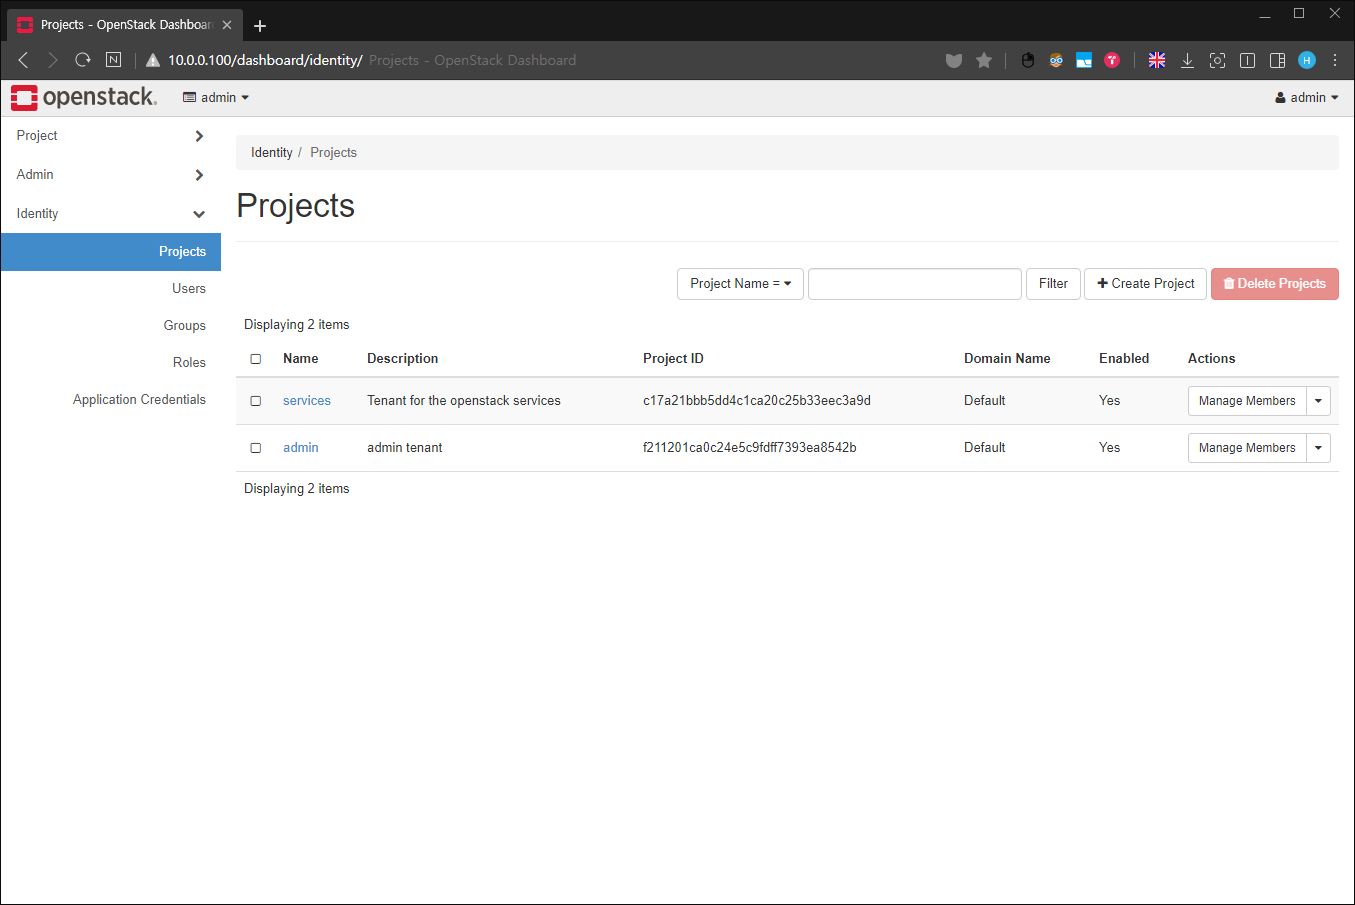 Projects - OpenStack Dashboar
N
10.0.0.100/dashboard/identity/ Projects - OpenStack Dashboard
H
openstack.
admin
admin
Project
Admin
Identity
Projects
Users
Groups
Roles
Application Credentials
Identity / Projects
Projects
Project Name =
Filter
Create Project
Delete Projects
Displaying 2 items
Name Description Project ID Domain Name Enabled Actions
services Tenant for the openstack services c17a21bbb5dd4c1ca20c25b33eec3a9d Default Yes Manage Members
admin admin tenant f211201ca0c24e5c9fdff7393ea8542b Default Yes Manage Members
Displaying 2 items